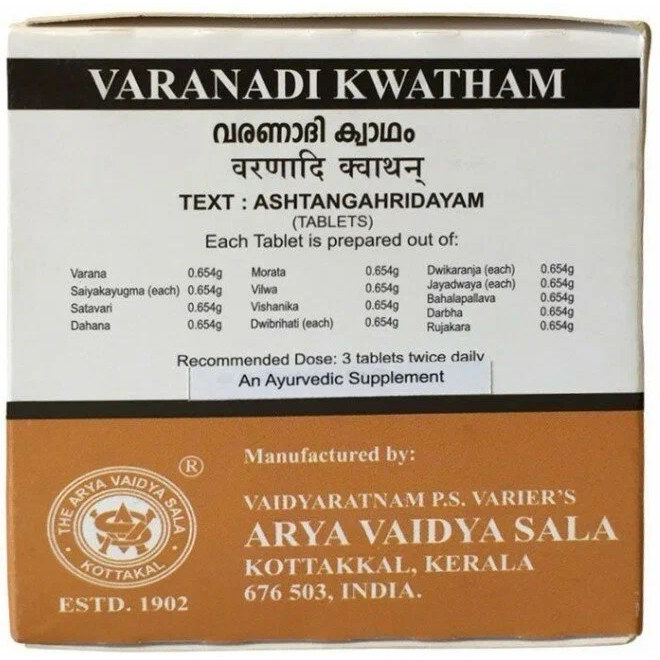 VARANADI KWATHAM
വരണാദി ക്വാഥം
वरणादि क्वाथन्
TEXT : ASHTANGAHRIDAYAM
(TABLETS)
Each Tablet is prepared out of:
Varana 0.654g
Saiyakayugma (each) 0.654g
Satavari 0.654g
Dahana 0.654g
Morata 0.654g
Vilwa 0.654g
Vishanika 0.654g
Dwibrihati (each) 0.654g
Dwikaranja (each) 0.654g
Jayadwaya (each) 0.654g
Bahalapallava 0.654g
Darbha 0.654g
Rujakara 0.654g
Recommended Dose: 3 tablets twice daily
An Ayurvedic Supplement
Manufactured by:
VAIDYARATNAM P.S. VARIER'S
ARYA VAIDYA SALA
KOTTAKKAL, KERALA
676 503, INDIA.
®
THE ARYA VAIDYA SALA
KOTTAKAL
ESTD. 1902